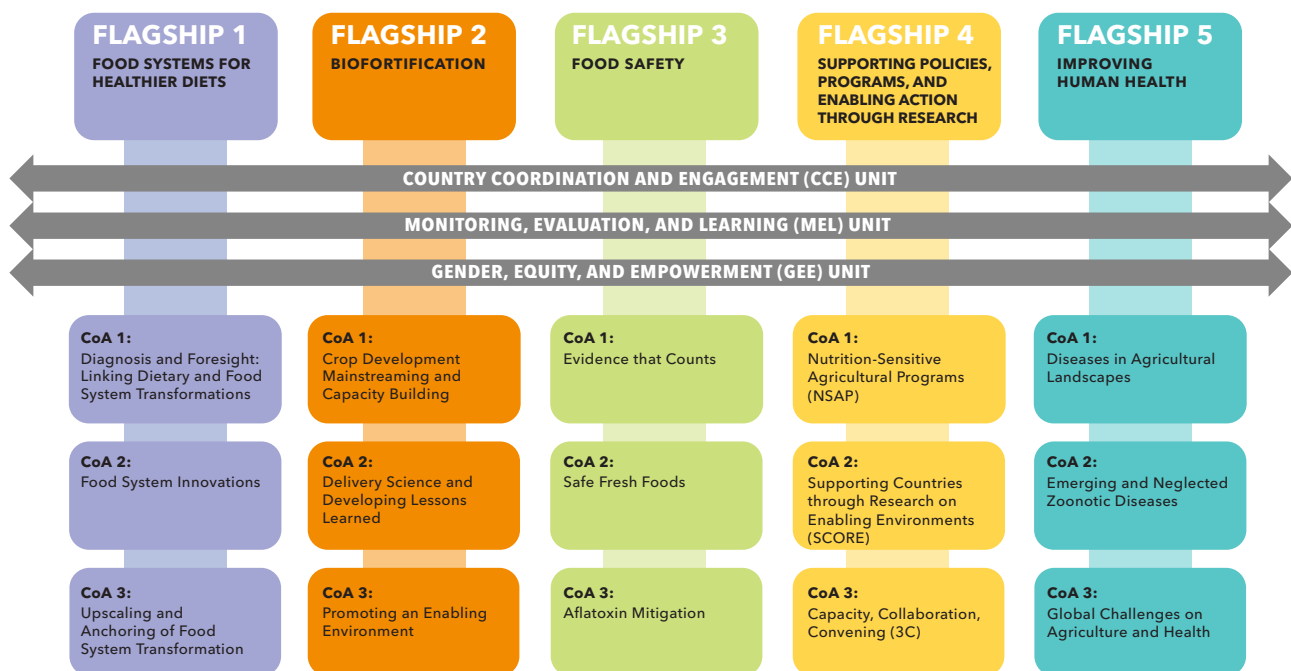 FLAGSHIP 1
FOOD SYSTEMS FOR
HEALTHIER DIETS
FLAGSHIP 2
BIOFORTIFICATION
FLAGSHIP 3
FOOD SAFETY
FLAGSHIP 4
SUPPORTING POLICIES,
PROGRAMS, AND
ENABLING ACTION
THROUGH RESEARCH
FLAGSHIP 5
IMPROVING
HUMAN HEALTH
COUNTRY COORDINATION AND ENGAGEMENT (CCE) UNIT
MONITORING, EVALUATION, AND LEARNING (MEL) UNIT
GENDER, EQUITY, AND EMPOWERMENT (GEE) UNIT
CoA 1:
Diagnosis and Foresight:
Linking Dietary and Food
System Transformations
CoA 1:
Crop Development
Mainstreaming and
Capacity Building
CoA 1:
Evidence that Counts
CoA 1:
Nutrition-Sensitive
Agricultural Programs
(NSAP)
CoA 1:
Diseases in Agricultural
Landscapes
CoA 2:
Food System Innovations
CoA 2:
Delivery Science and
Developing Lessons
Learned
CoA 2:
Safe Fresh Foods
CoA 2:
Supporting Countries
through Research on
Enabling Environments
(SCORE)
CoA 2:
Emerging and Neglected
Zoonotic Diseases
CoA 3:
Upscaling and
Anchoring of Food
System Transformation
CoA 3:
Promoting an Enabling
Environment
CoA 3:
Aflatoxin Mitigation
CoA 3:
Capacity, Collaboration,
Convening (3C)
CoA 3:
Global Challenges on
Agriculture and Health